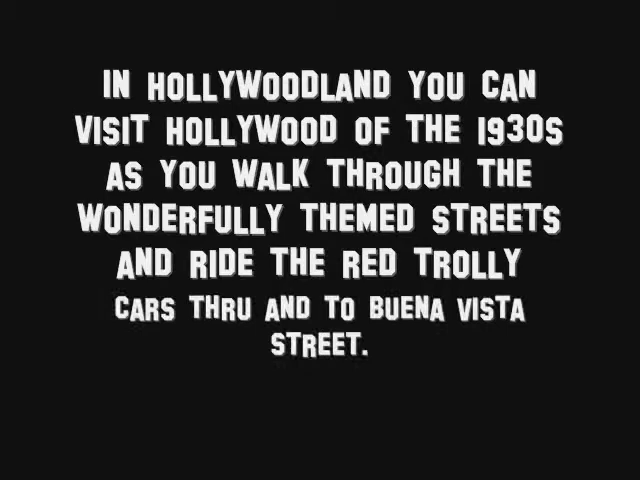 IN HOLLYWOODLAND YOU CAN
VISIT HOLLYWOOD OF THE 1930S
AS YOU WALK THROUGH THE
WONDERFULLY THEMED STREETS
AND RIDE THE RED TROLLY
CARS THRU AND TO BUENA VISTA
STREET.